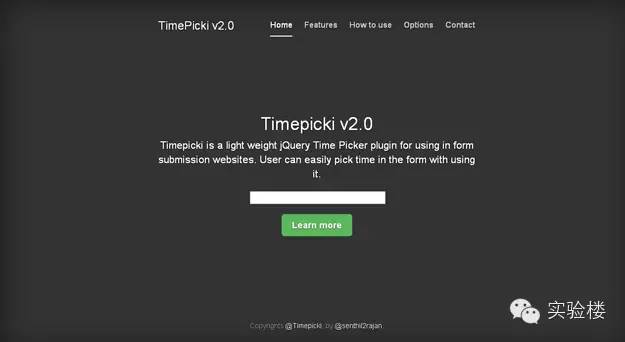 TimePicki v2.0 Home Features How to use Options Contact
Timepicki v2.0
Timepicki is a light weight jQuery Time Picker plugin for using in form
submission websites. User can easily pick time in the form with using
it.
Learn more
Copyrights @Timepicki, by @senthil2rajan.
实验楼